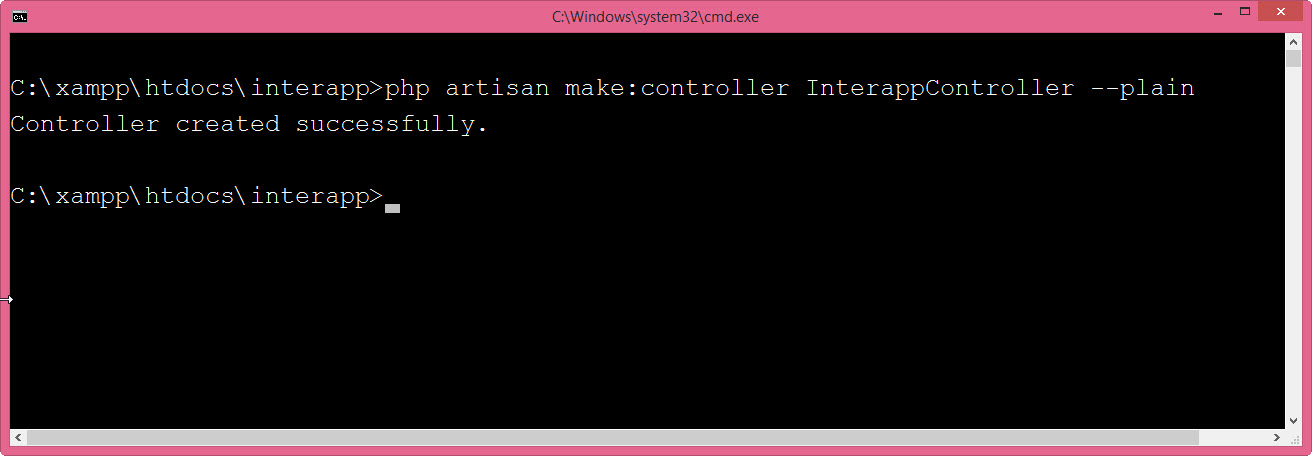 C:\Windows\system32\cmd.exe
C:\xampp\htdocs\interapp>php artisan make:controller InterappController --plain
Controller created successfully.
C:\xampp\htdocs\interapp>